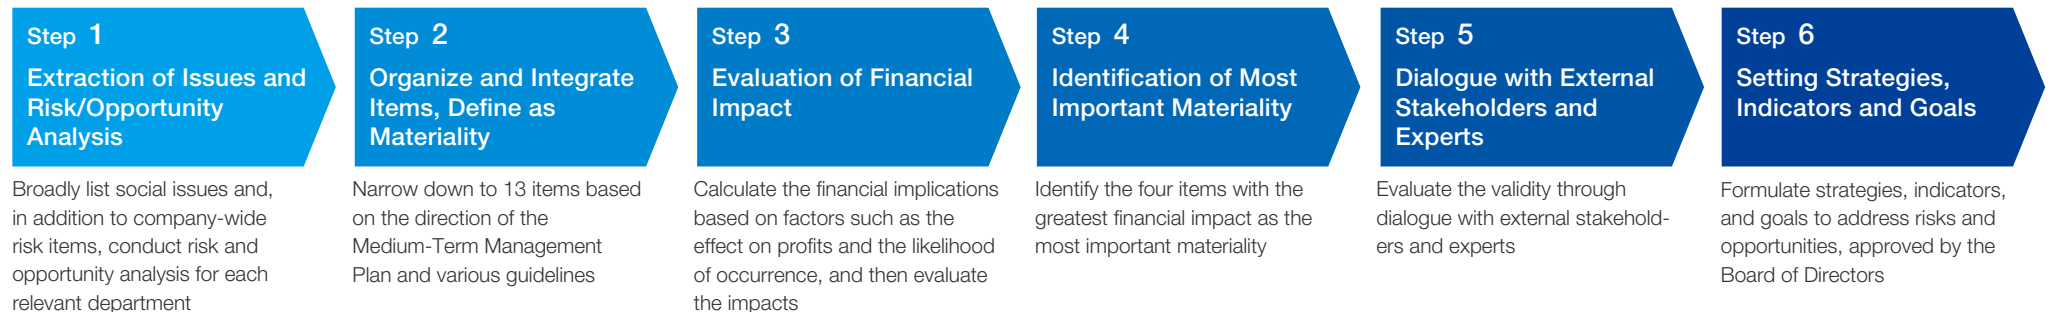 Step 1
Extraction of Issues and
Risk/Opportunity
Analysis
Broadly list social issues and,
in addition to company-wide
risk items, conduct risk and
opportunity analysis for each
relevant department
Step 2
Organize and Integrate
Items, Define as
Materiality
Narrow down to 13 items based
on the direction of the
Medium-Term Management
Plan and various guidelines
Step 3
Evaluation of Financial
Impact
Calculate the financial implications
based on factors such as the
effect on profits and the likelihood
of occurrence, and then evaluate
the impacts
Step 4
Identification of Most
Important Materiality
Identify the four items with the
greatest financial impact as the
most important materiality
Step 5
Dialogue with External
Stakeholders and
Experts
Evaluate the validity through
dialogue with external stakehold-
ers and experts
Step 6
Setting Strategies,
Indicators and Goals
Formulate strategies, indicators,
and goals to address risks and
opportunities, approved by the
Board of Directors